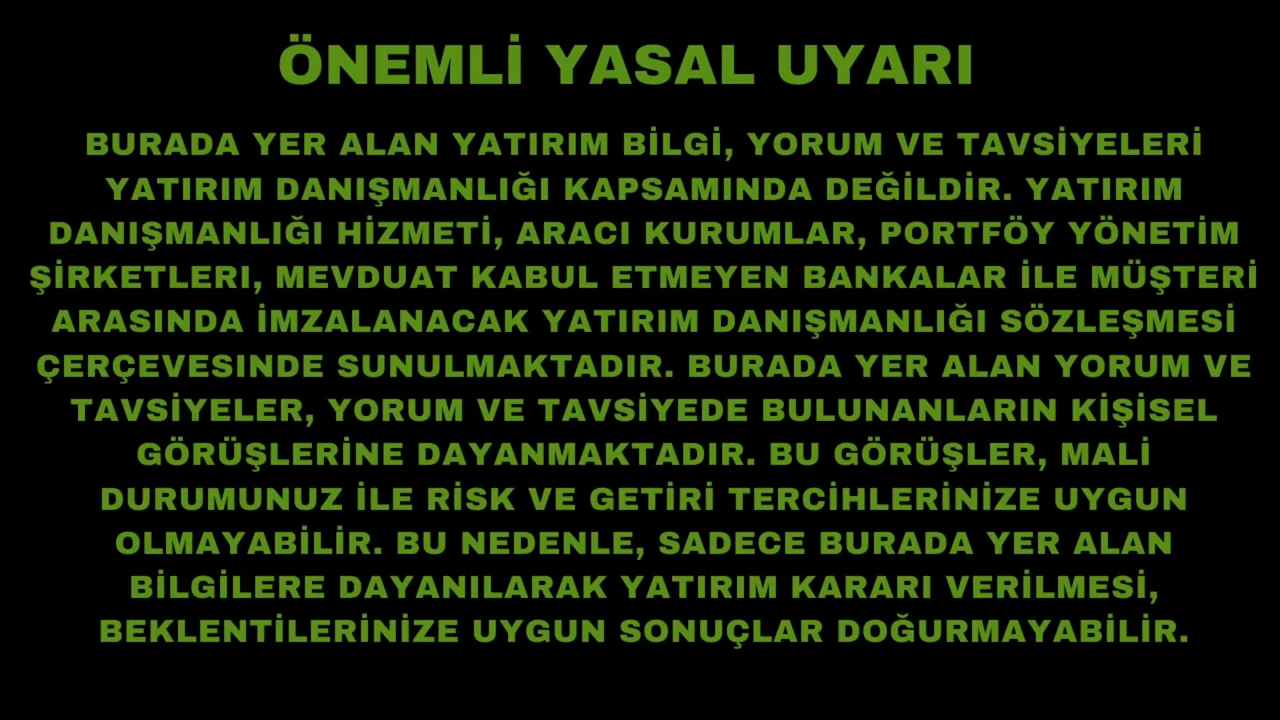 ÖNEMLİ YASAL UYARI
BURADA YER ALAN YATIRIM BİLGİ, YORUM VE TAVSİYELERİ
YATIRIM DANIŞMANLIĞI KAPSAMINDA DEĞİLDİR. YATIRIM
DANIŞMANLIĞI HİZMETİ, ARACI KURUMLAR, PORTFÖY YÖNETİM
ŞİRKETLERI, MEVDUAT KABUL ETMEYEN BANKALAR İLE MÜŞTERİ
ARASINDA İMZALANACAK YATIRIM DANIŞMANLIĞI SÖZLEŞMESİ
ÇERÇEVESINDE SUNULMAKTADIR. BURADA YER ALAN YORUM VE
TAVSİYELER, YORUM VE TAVSİYEDE BULUNANLARIN KİŞİSEL
GÖRÜŞLERİNE DAYANMAKTADIR. BU GÖRÜŞLER, MALİ
DURUMUNUZ İLE RİSK VE GETİRİ TERCİHLERİNİZE UYGUN
OLMAYABİLİR. BU NEDENLE, SADECE BURADA YER ALAN
BİLGİLERE DAYANILARAK YATIRIM KARARI VERİLMESİ,
BEKLENTİLERİNİZE UYGUN SONUÇLAR DOĞURMAYABİLİR.